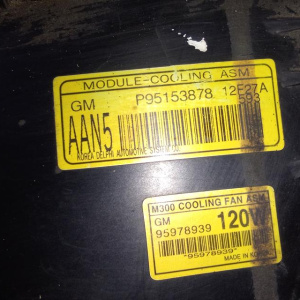 MODULE-COOLING ASM
GM P95153878 12E27A
AAN5 593
KOREA DELPHI AUTOMOTIVE SYSTEM CO.
M300 COOLING FAN ASM
GM 120W
95978939
*95978939*
MADE IN KOREA